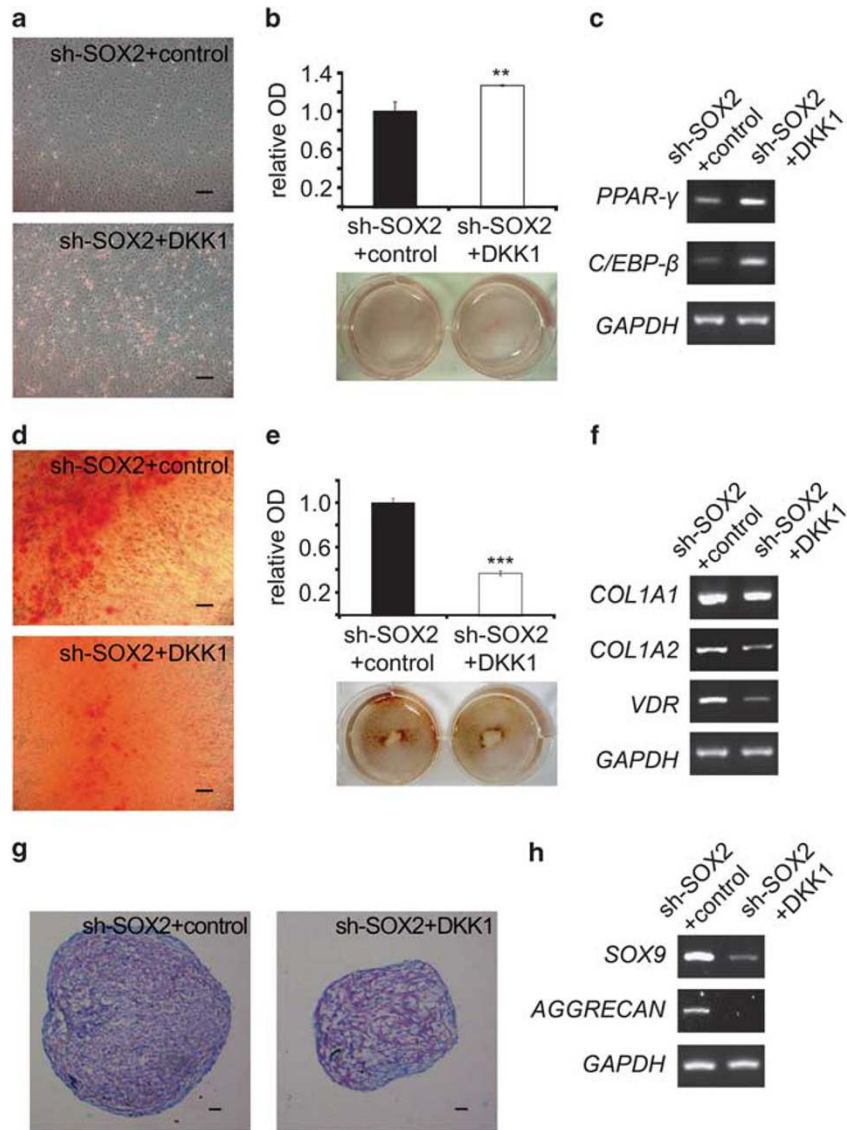 a
sh-SOX2+control
sh-SOX2+DKK1
b
relative OD
1.4
1.0
0.6
0.2
**
sh-SOX2
+control
sh-SOX2
+DKK1
c
sh-SOX2
+control
sh-SOX2
+DKK1
PPAR-γ
C/EBP-β
GAPDH
d
sh-SOX2+control
sh-SOX2+DKK1
e
relative OD
1.0
0.6
0.2
***
sh-SOX2
+control
sh-SOX2
+DKK1
f
sh-SOX2
+control
sh-SOX2
+DKK1
COL1A1
COL1A2
VDR
GAPDH
g
sh-SOX2+control
sh-SOX2+DKK1
h
sh-SOX2
+control
sh-SOX2
+DKK1
SOX9
AGGRECAN
GAPDH